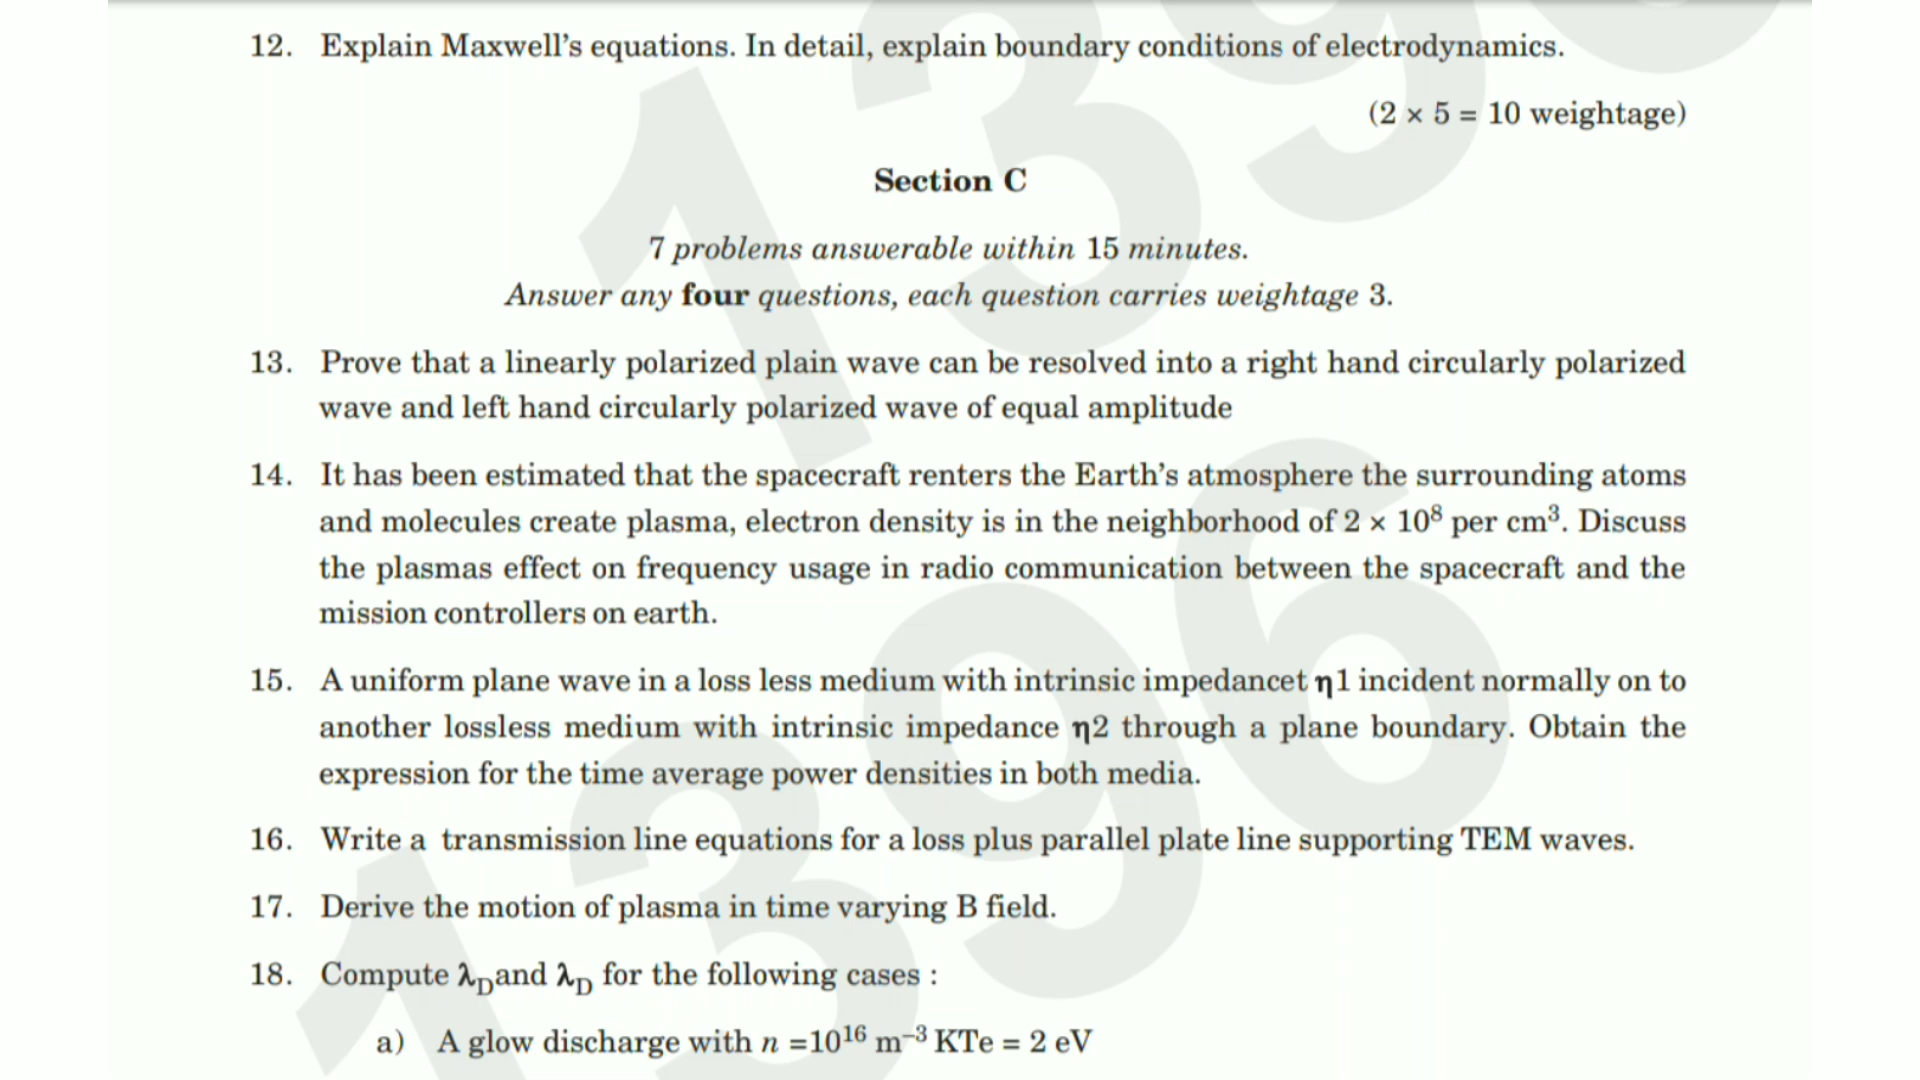 12. Explain Maxwell’s equations. In detail, explain boundary conditions of electrodynamics.
(2 × 5 = 10 weightage)
Section C
7 problems answerable within 15 minutes.
Answer any four questions, each question carries weightage 3.
13. Prove that a linearly polarized plain wave can be resolved into a right hand circularly polarized
wave and left hand circularly polarized wave of equal amplitude
14. It has been estimated that the spacecraft renters the Earth’s atmosphere the surrounding atoms
and molecules create plasma, electron density is in the neighborhood of 2 × 10⁸ per cm³. Discuss
the plasmas effect on frequency usage in radio communication between the spacecraft and the
mission controllers on earth.
15. A uniform plane wave in a loss less medium with intrinsic impedancet η1 incident normally on to
another lossless medium with intrinsic impedance η2 through a plane boundary. Obtain the
expression for the time average power densities in both media.
16. Write a transmission line equations for a loss plus parallel plate line supporting TEM waves.
17. Derive the motion of plasma in time varying B field.
18. Compute λ_D and λ_D for the following cases :
a) A glow discharge with n =10¹⁶ m⁻³ KTe = 2 eV
1396
1396